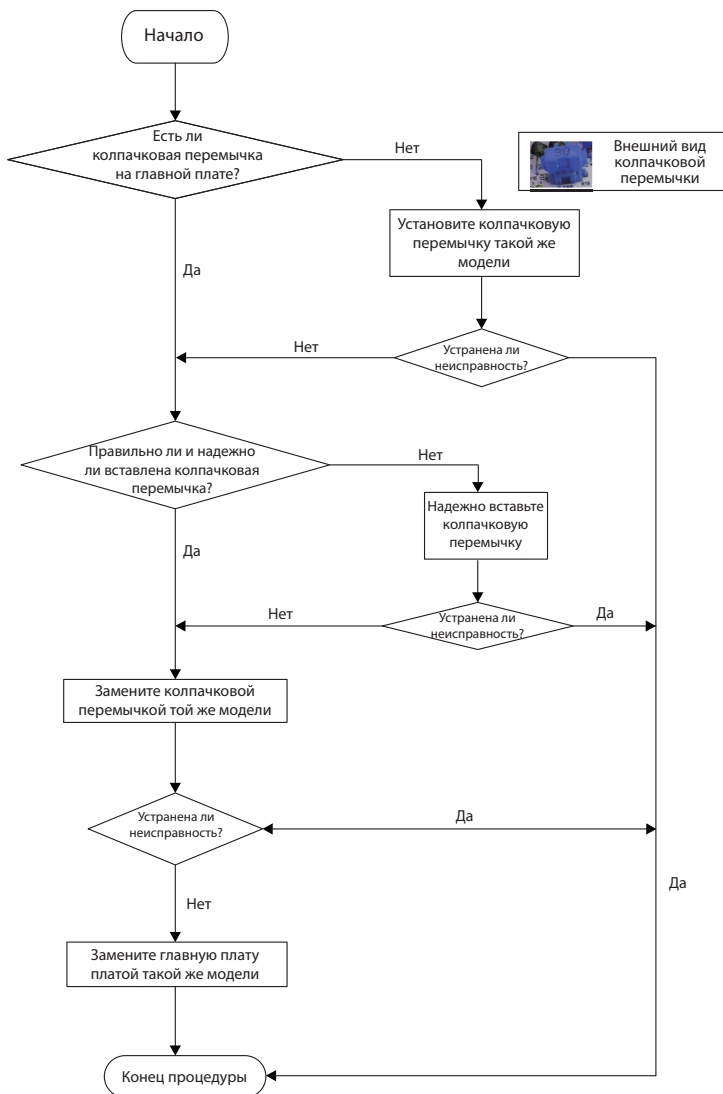 Начало
Есть ли
колпачковая перемычка
на главной плате?
Нет
Внешний вид
колпачковой
перемычки
Установите колпачковую
перемычку такой же
модели
Да
Нет
Устранена ли
неисправность?
Правильно ли и надежно
ли вставлена колпачковая
перемычка?
Нет
Надежно вставьте
колпачковую
перемычку
Да
Нет
Устранена ли
неисправность?
Да
Замените колпачковой
перемычкой той же модели
Устранена ли
неисправность?
Да
Да
Нет
Замените главную плату
платой такой же модели
Конец процедуры